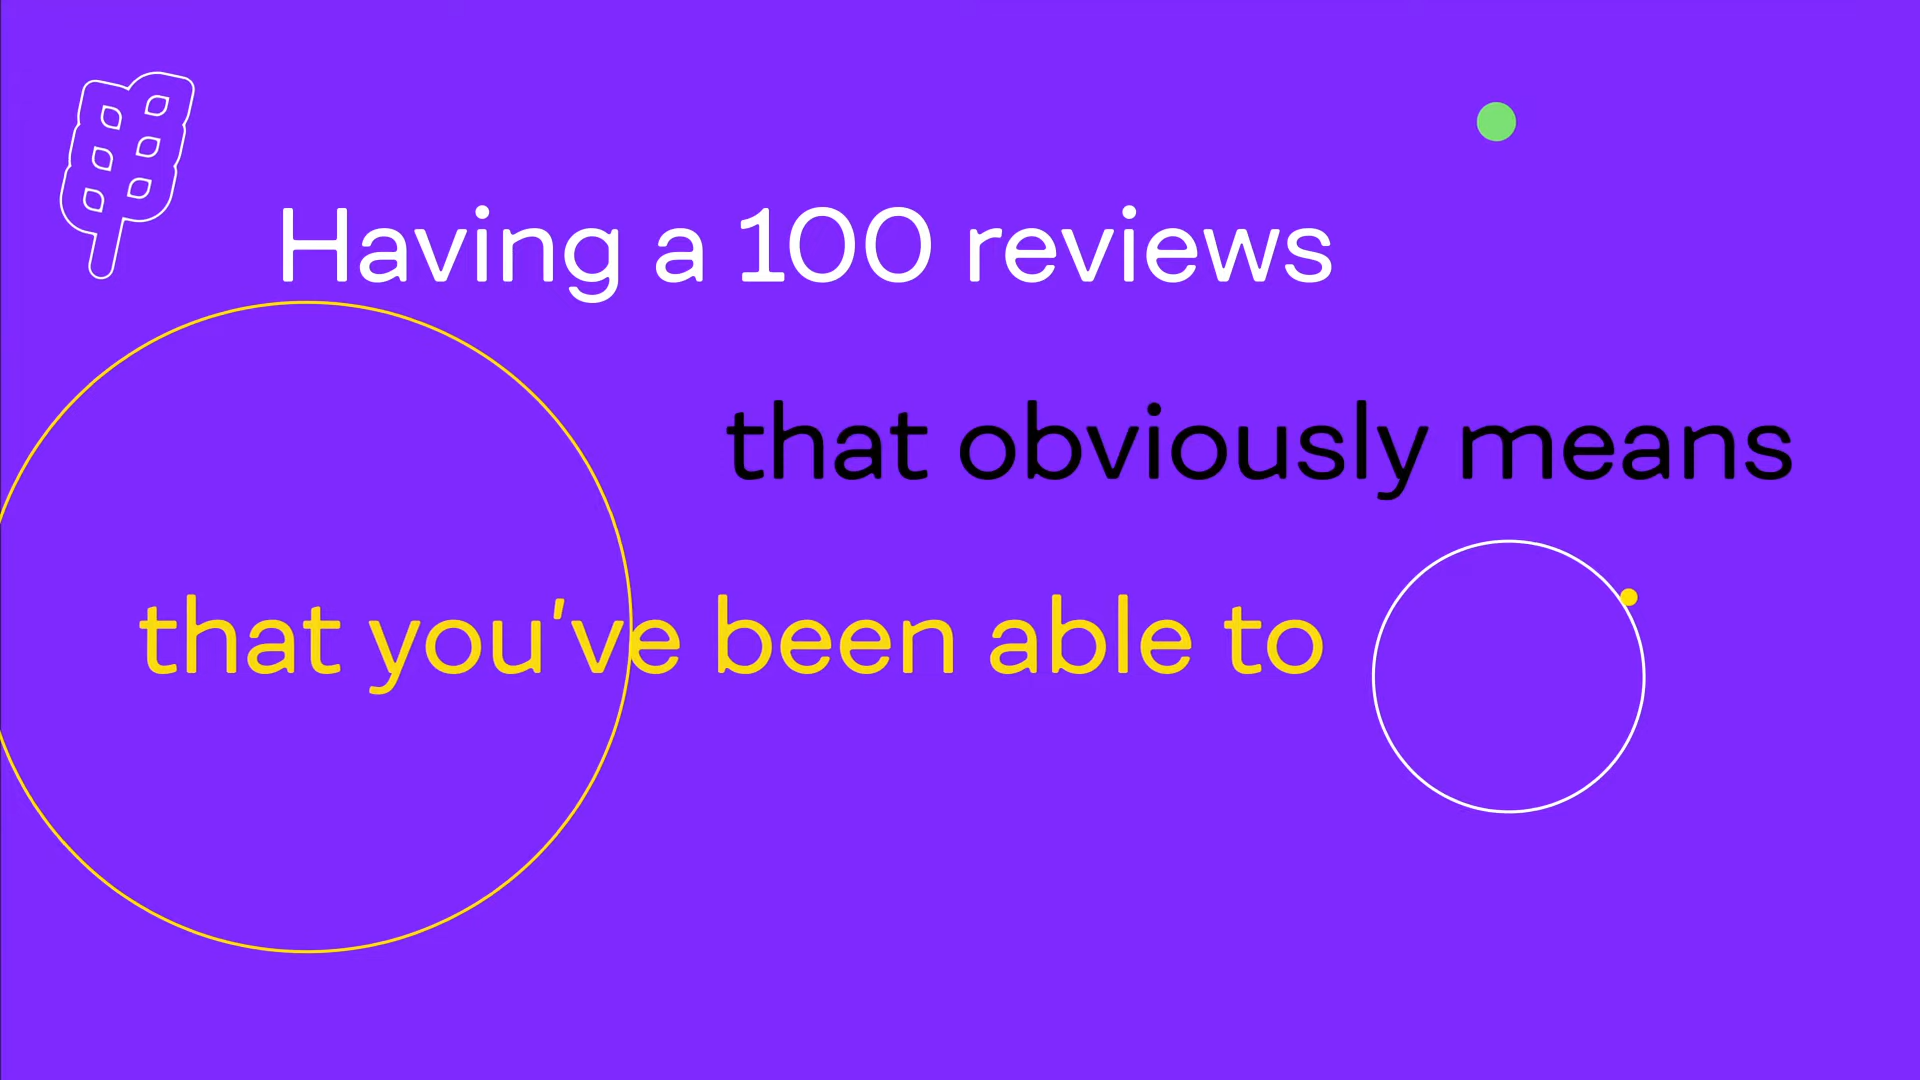 Having a 100 reviews
that obviously means
that you've been able to